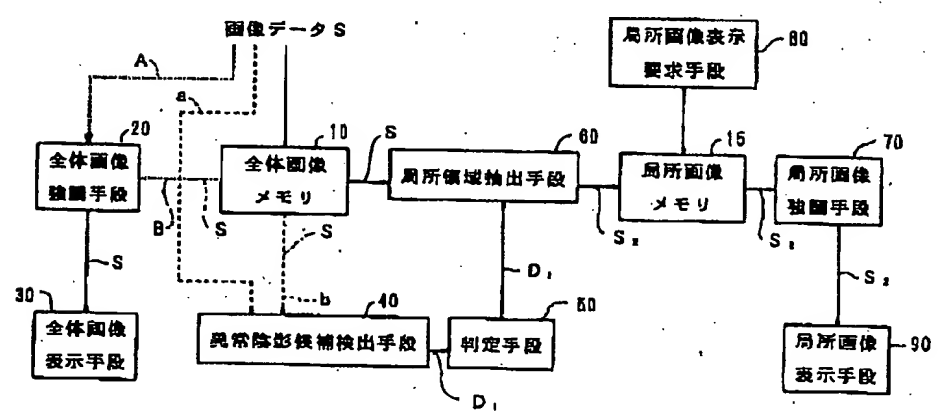 画像データS
A
a
20
全体画像
強調手段
B
S
10
全体画像
メモリ
S
60
局所領域抽出手段
80
局所画像表示
要求手段
15
局所画像
メモリ
70
局所画像
強調手段
S
S
b
D
S₂
S₂
S₂
30
全体画像
表示手段
40
異常陰影候補検出手段
50
判定手段
D₁
局所画像
表示手段
90